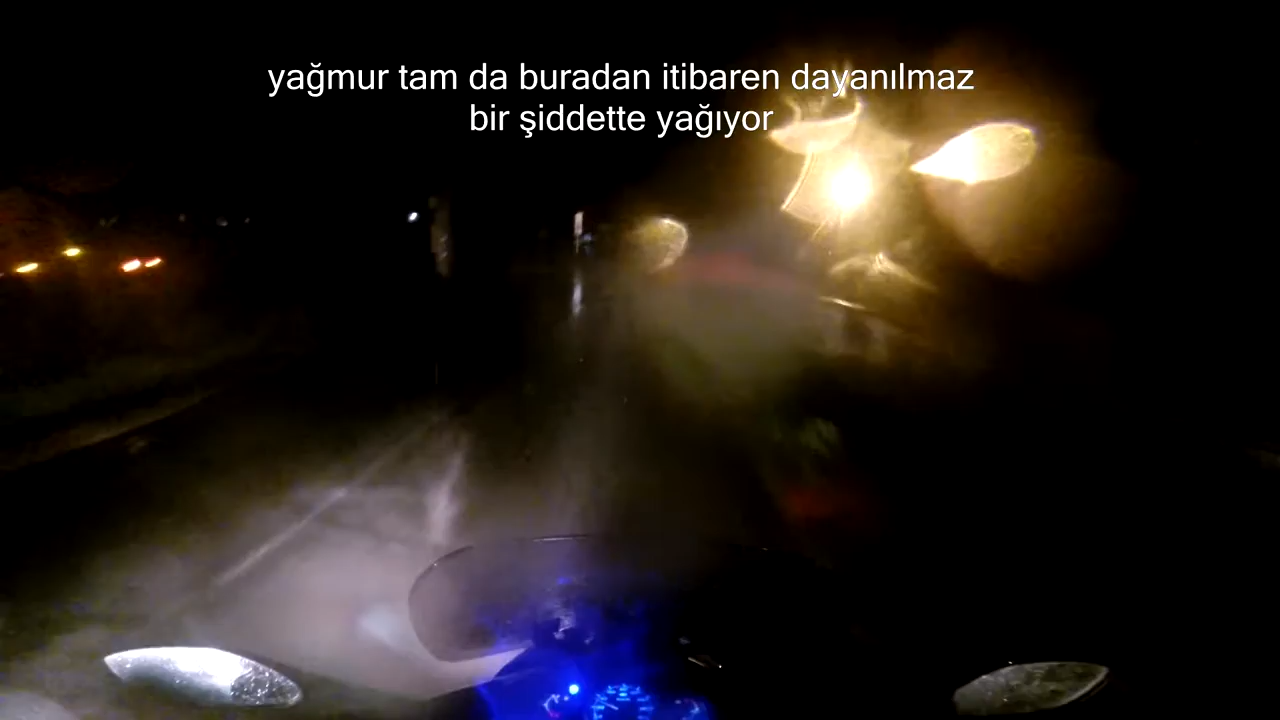 yağmur tam da buradan itibaren dayanılmaz
bir şiddette yağıyor